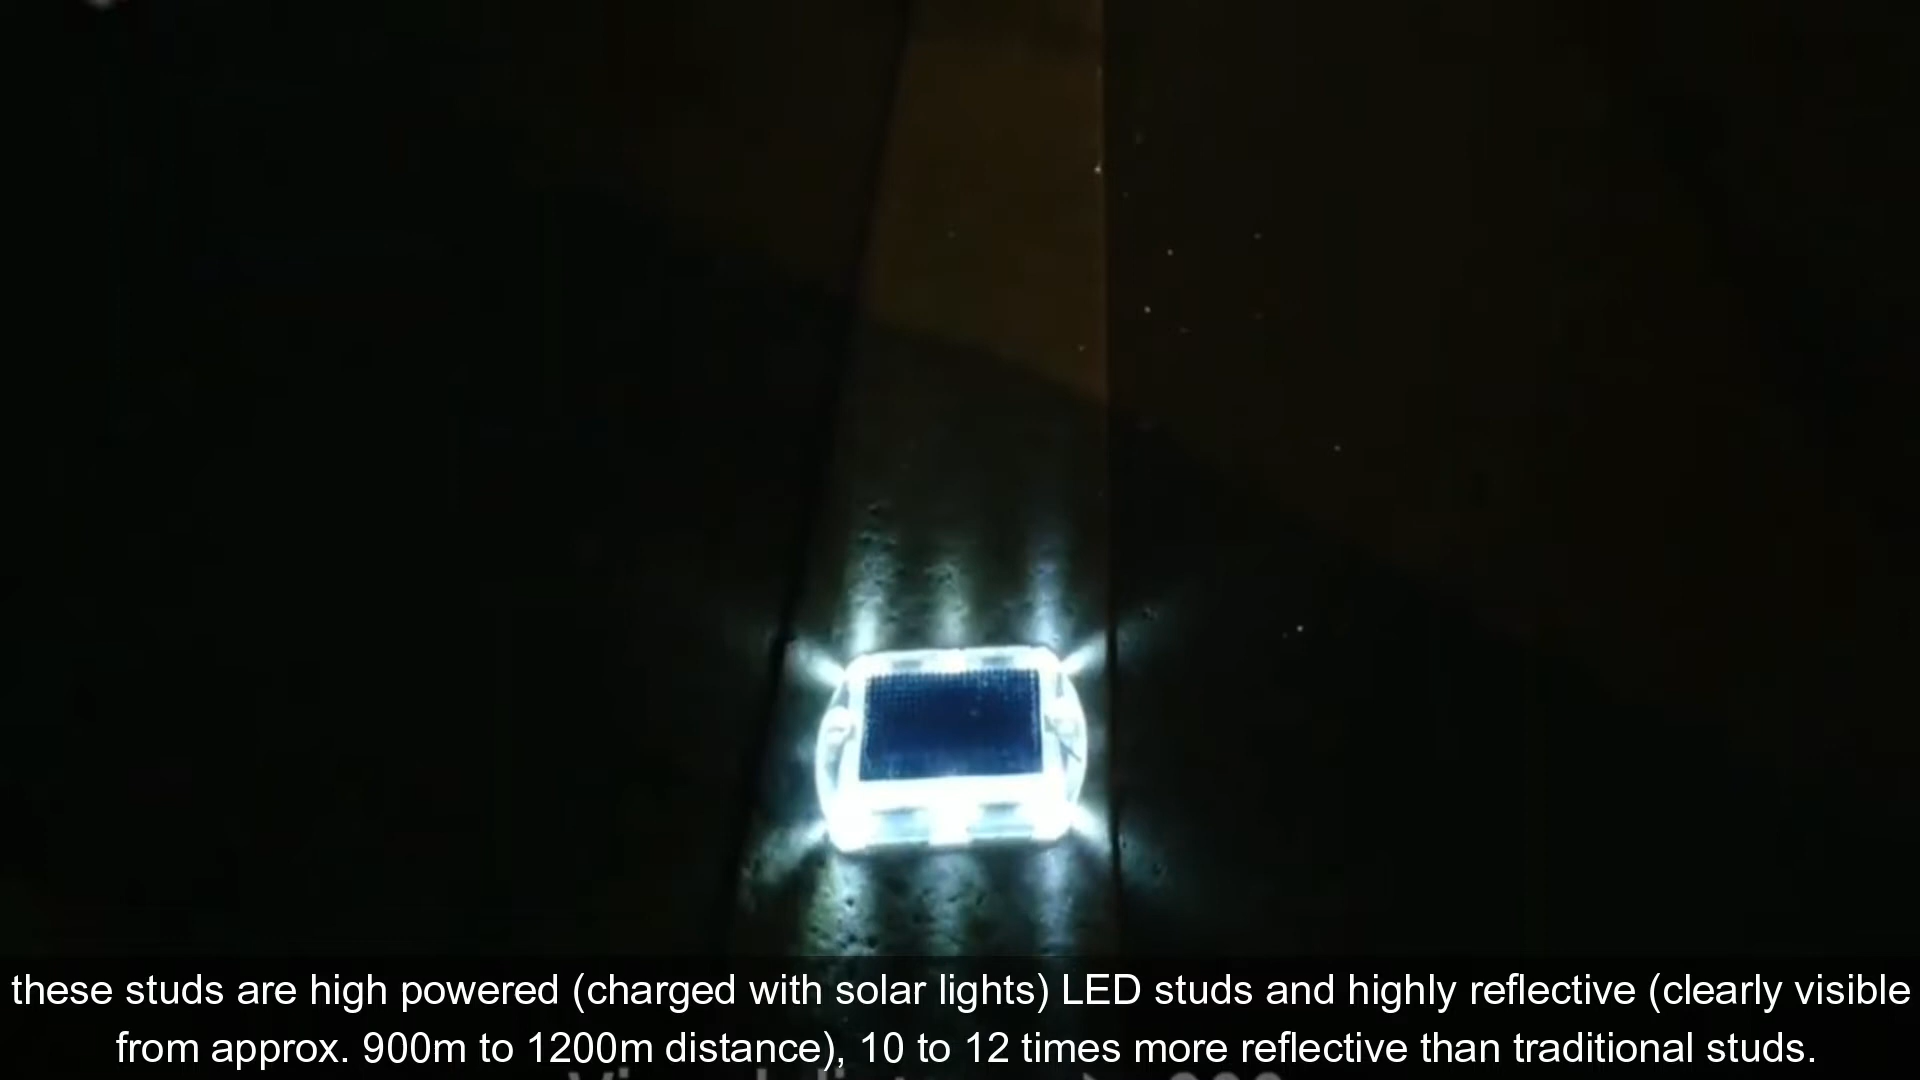 these studs are high powered (charged with solar lights) LED studs and highly reflective (clearly visible
from approx. 900m to 1200m distance), 10 to 12 times more reflective than traditional studs.